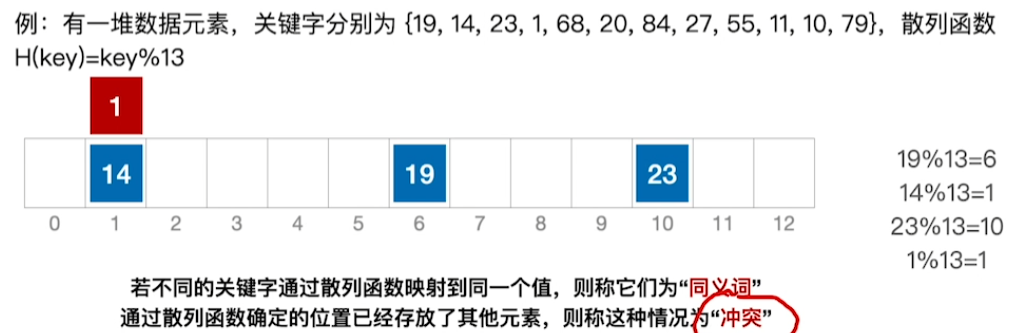 例：有一堆数据元素，关键字分别为 {19, 14, 23, 1, 68, 20, 84, 27, 55, 11, 10, 79}，散列函数
H(key)=key%13
1
14 19 23
0 1 2 3 4 5 6 7 8 9 10 11 12
19%13=6
14%13=1
23%13=10
1%13=1
若不同的关键字通过散列函数映射到同一个值，则称它们为“同义词”
通过散列函数确定的位置已经存放了其他元素，则称这种情况为“冲突”